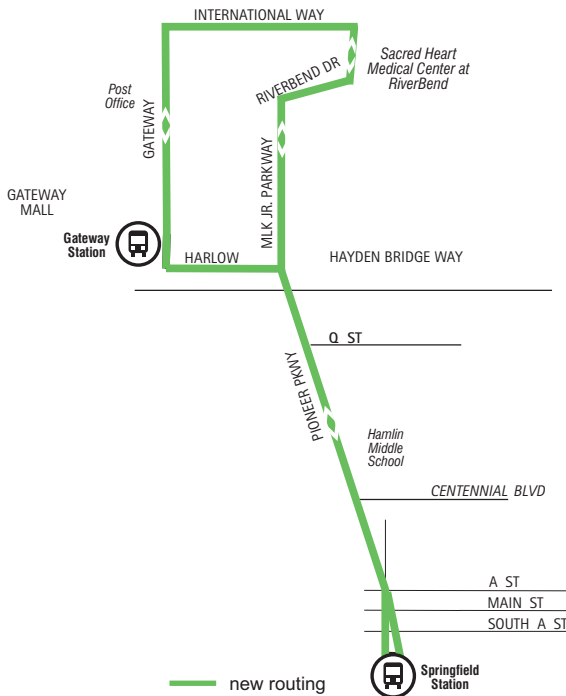 INTERNATIONAL WAY
Sacred Heart
Medical Center at
RiverBend
RIVERBEND DR
Post
Office
GATEWAY
MLK JR. PARKWAY
GATEWAY
MALL
Gateway
Station
HARLOW
HAYDEN BRIDGE WAY
Q ST
PIONEER PKWY
Hamlin
Middle
School
CENTENNIAL BLVD
A ST
MAIN ST
SOUTH A ST
Springfield
Station
new routing